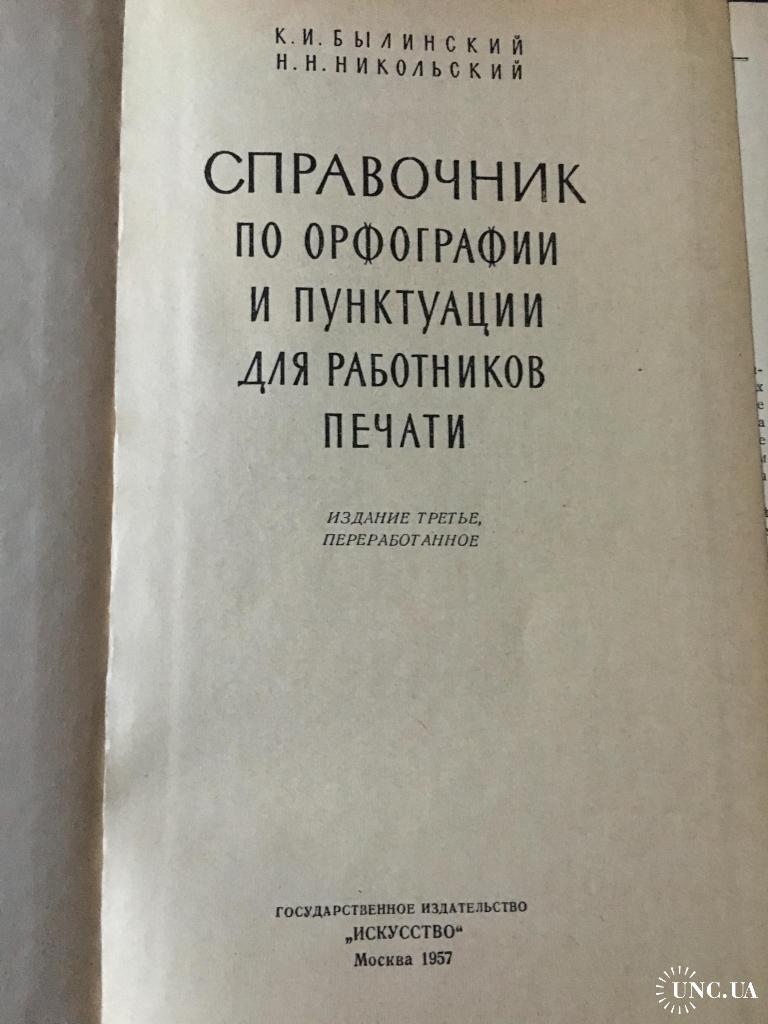 К. И. БЫЛИНСКИЙ
Н. Н. НИКОЛЬСКИЙ
СПРАВОЧНИК
ПО ОРФОГРАФИИ
И ПУНКТУАЦИИ
ДЛЯ РАБОТНИКОВ
ПЕЧАТИ
ИЗДАНИЕ ТРЕТЬЕ,
ПЕРЕРАБОТАННОЕ
ГОСУДАРСТВЕННОЕ ИЗДАТЕЛЬСТВО
„ИСКУССТВО“
Москва 1957
UNC.UA